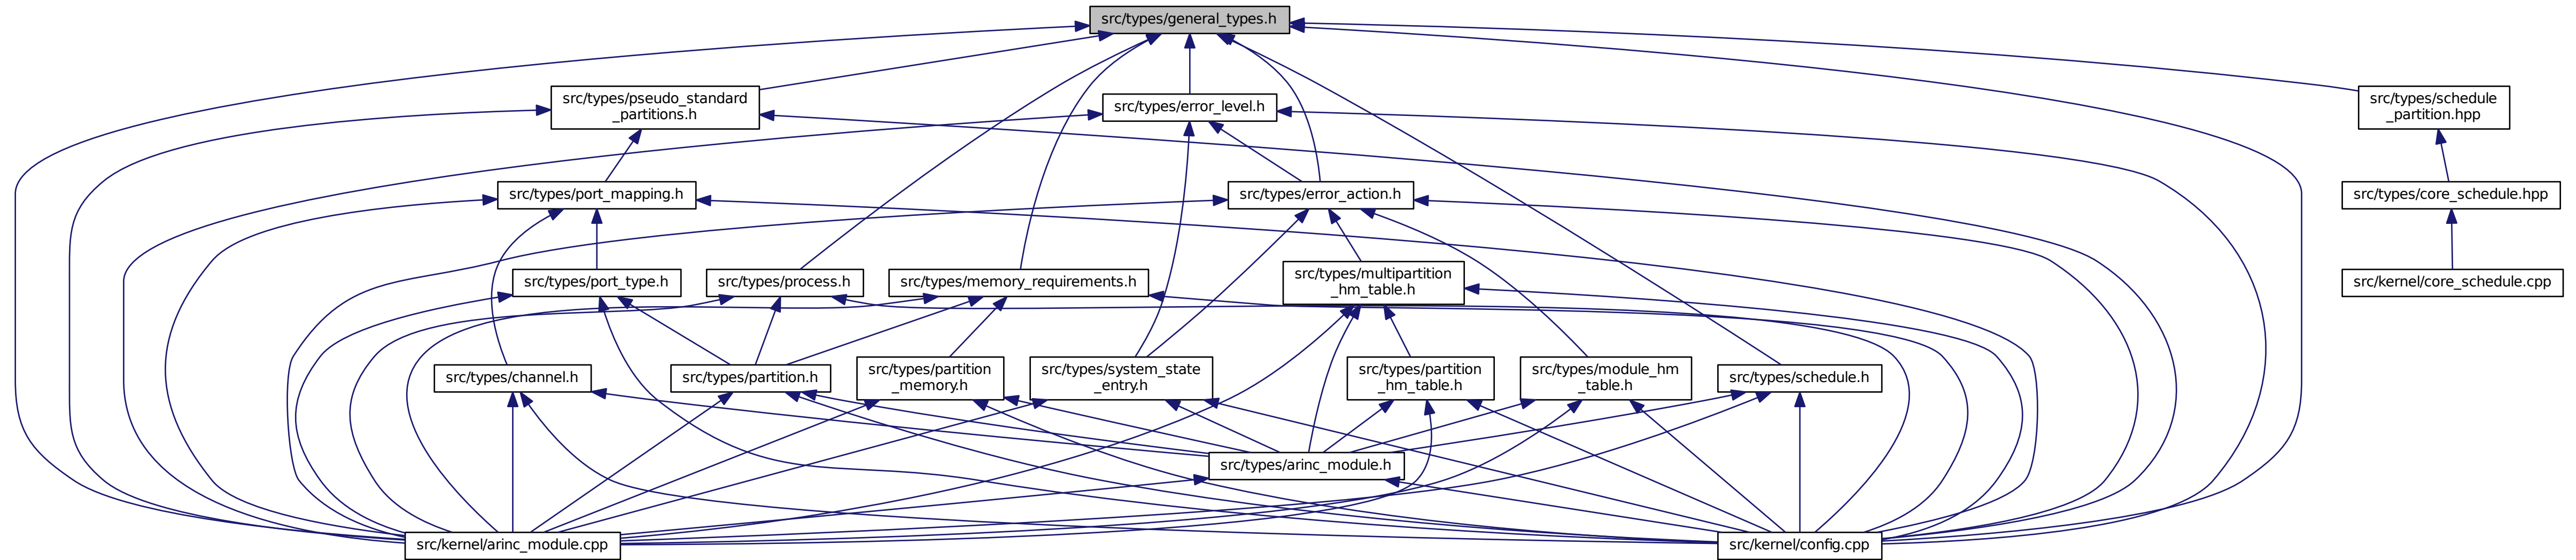 src/types/general_types.h
src/types/pseudo_standard
_partitions.h
src/types/error_level.h
src/types/schedule
_partition.hpp
src/types/port_mapping.h
src/types/error_action.h
src/types/core_schedule.hpp
src/types/port_type.h
src/types/process.h
src/types/memory_requirements.h
src/types/multipartition
_hm_table.h
src/kernel/core_schedule.cpp
src/types/channel.h
src/types/partition.h
src/types/partition
_memory.h
src/types/system_state
_entry.h
src/types/partition
_hm_table.h
src/types/module_hm
_table.h
src/types/schedule.h
src/types/arinc_module.h
src/kernel/arinc_module.cpp
src/kernel/config.cpp